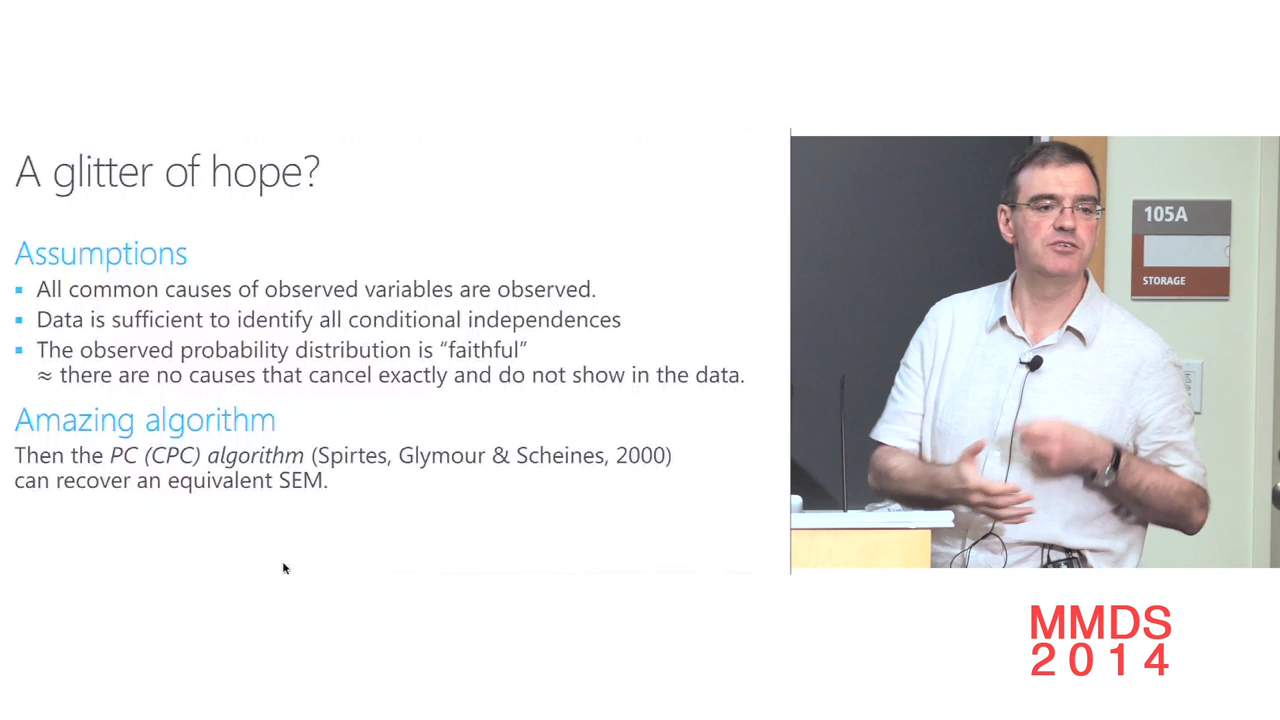 A glitter of hope?
Assumptions
▪ All common causes of observed variables are observed.
▪ Data is sufficient to identify all conditional independences
▪ The observed probability distribution is “faithful”
≈ there are no causes that cancel exactly and do not show in the data.
Amazing algorithm
Then the PC (CPC) algorithm (Spirtes, Glymour & Scheines, 2000)
can recover an equivalent SEM.
105A
STORAGE
MMDS
2014